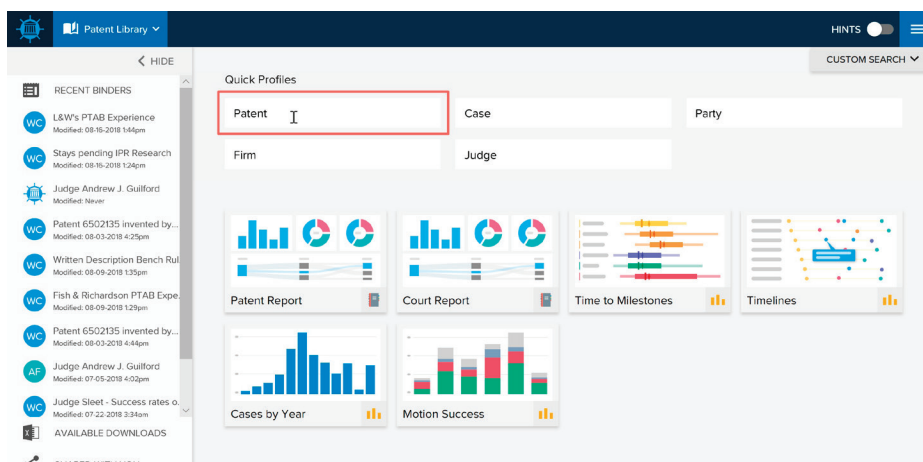 Patent Library
HINTS
HIDE
CUSTOM SEARCH
RECENT BINDERS
WC
L&W's PTAB Experience
Modified: 08-16-2018 1:44pm
WC
Stays pending IPR Research
Modified: 08-16-2018 1:24pm
Judge Andrew J. Guilford
Modified: Never
WC
Patent 6502135 invented by...
Modified: 08-03-2018 4:25pm
WC
Written Description Bench Rul
Modified: 08-09-2018 1:35pm
WC
Fish & Richardson PTAB Expe
Modified: 08-09-2018 1:29pm
WC
Patent 6502135 invented by...
Modified: 08-03-2018 4:44pm
AF
Judge Andrew J. Guilford
Modified: 07-05-2018 4:02pm
WC
Judge Sleet - Success rates o
Modified: 07-22-2018 3:34am
AVAILABLE DOWNLOADS
Quick Profiles
Patent
Case
Party
Firm
Judge
Patent Report
Court Report
Time to Milestones
Timelines
Cases by Year
Motion Success